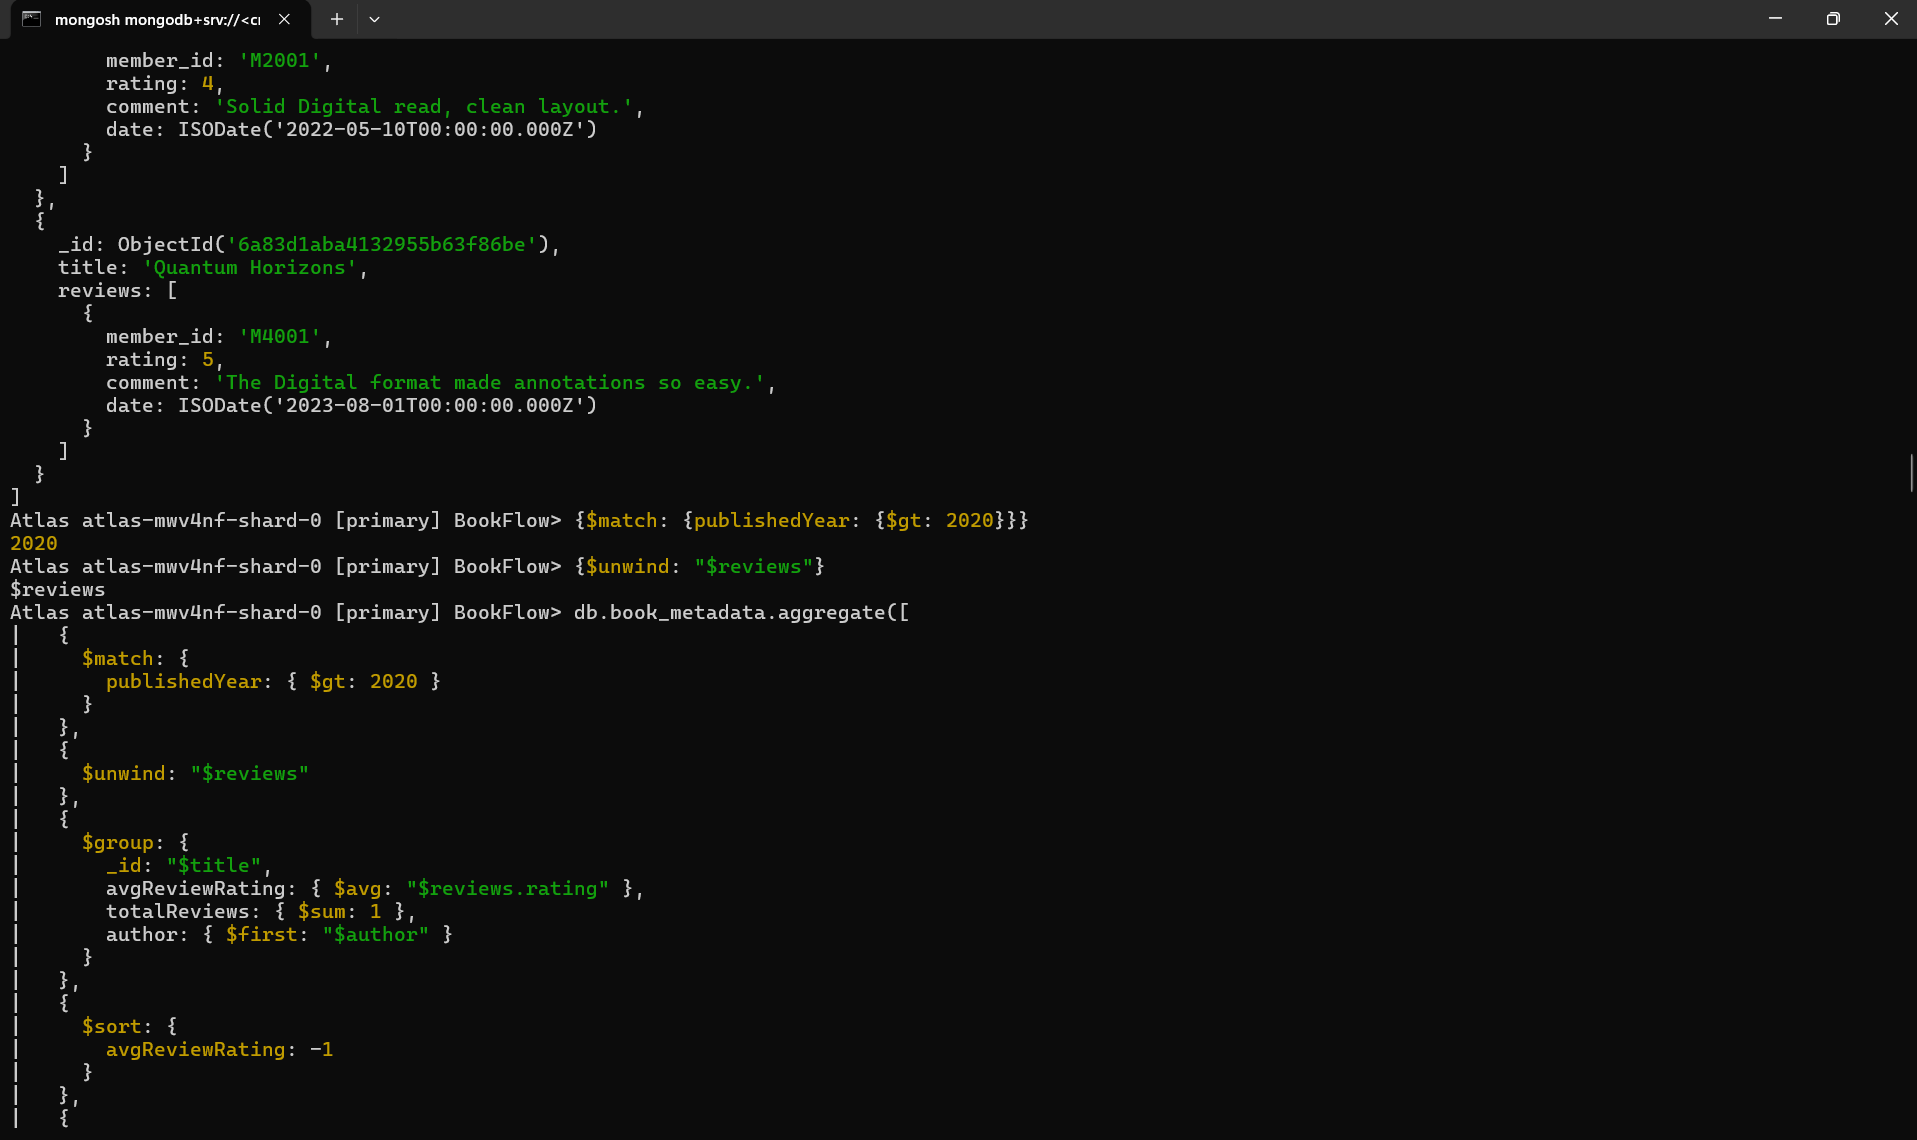 mongosh mongodb+srv://<cr
member_id: 'M2001',
rating: 4,
comment: 'Solid Digital read, clean layout.',
date: ISODate('2022-05-10T00:00:00.000Z')
}
]
},
{
_id: ObjectId('6a83d1aba4132955b63f86be'),
title: 'Quantum Horizons',
reviews: [
{
member_id: 'M4001',
rating: 5,
comment: 'The Digital format made annotations so easy.',
date: ISODate('2023-08-01T00:00:00.000Z')
}
]
}
]
Atlas atlas-mwv4nf-shard-0 [primary] BookFlow> {$match: {publishedYear: {$gt: 2020}}}
2020
Atlas atlas-mwv4nf-shard-0 [primary] BookFlow> {$unwind: "$reviews"}
$reviews
Atlas atlas-mwv4nf-shard-0 [primary] BookFlow> db.book_metadata.aggregate([
|   {
|     $match: {
|       publishedYear: { $gt: 2020 }
|     }
|   },
|   {
|     $unwind: "$reviews"
|   },
|   {
|     $group: {
|       _id: "$title",
|       avgReviewRating: { $avg: "$reviews.rating" },
|       totalReviews: { $sum: 1 },
|       author: { $first: "$author" }
|     }
|   },
|   {
|     $sort: {
|       avgReviewRating: -1
|     }
|   },
|   {